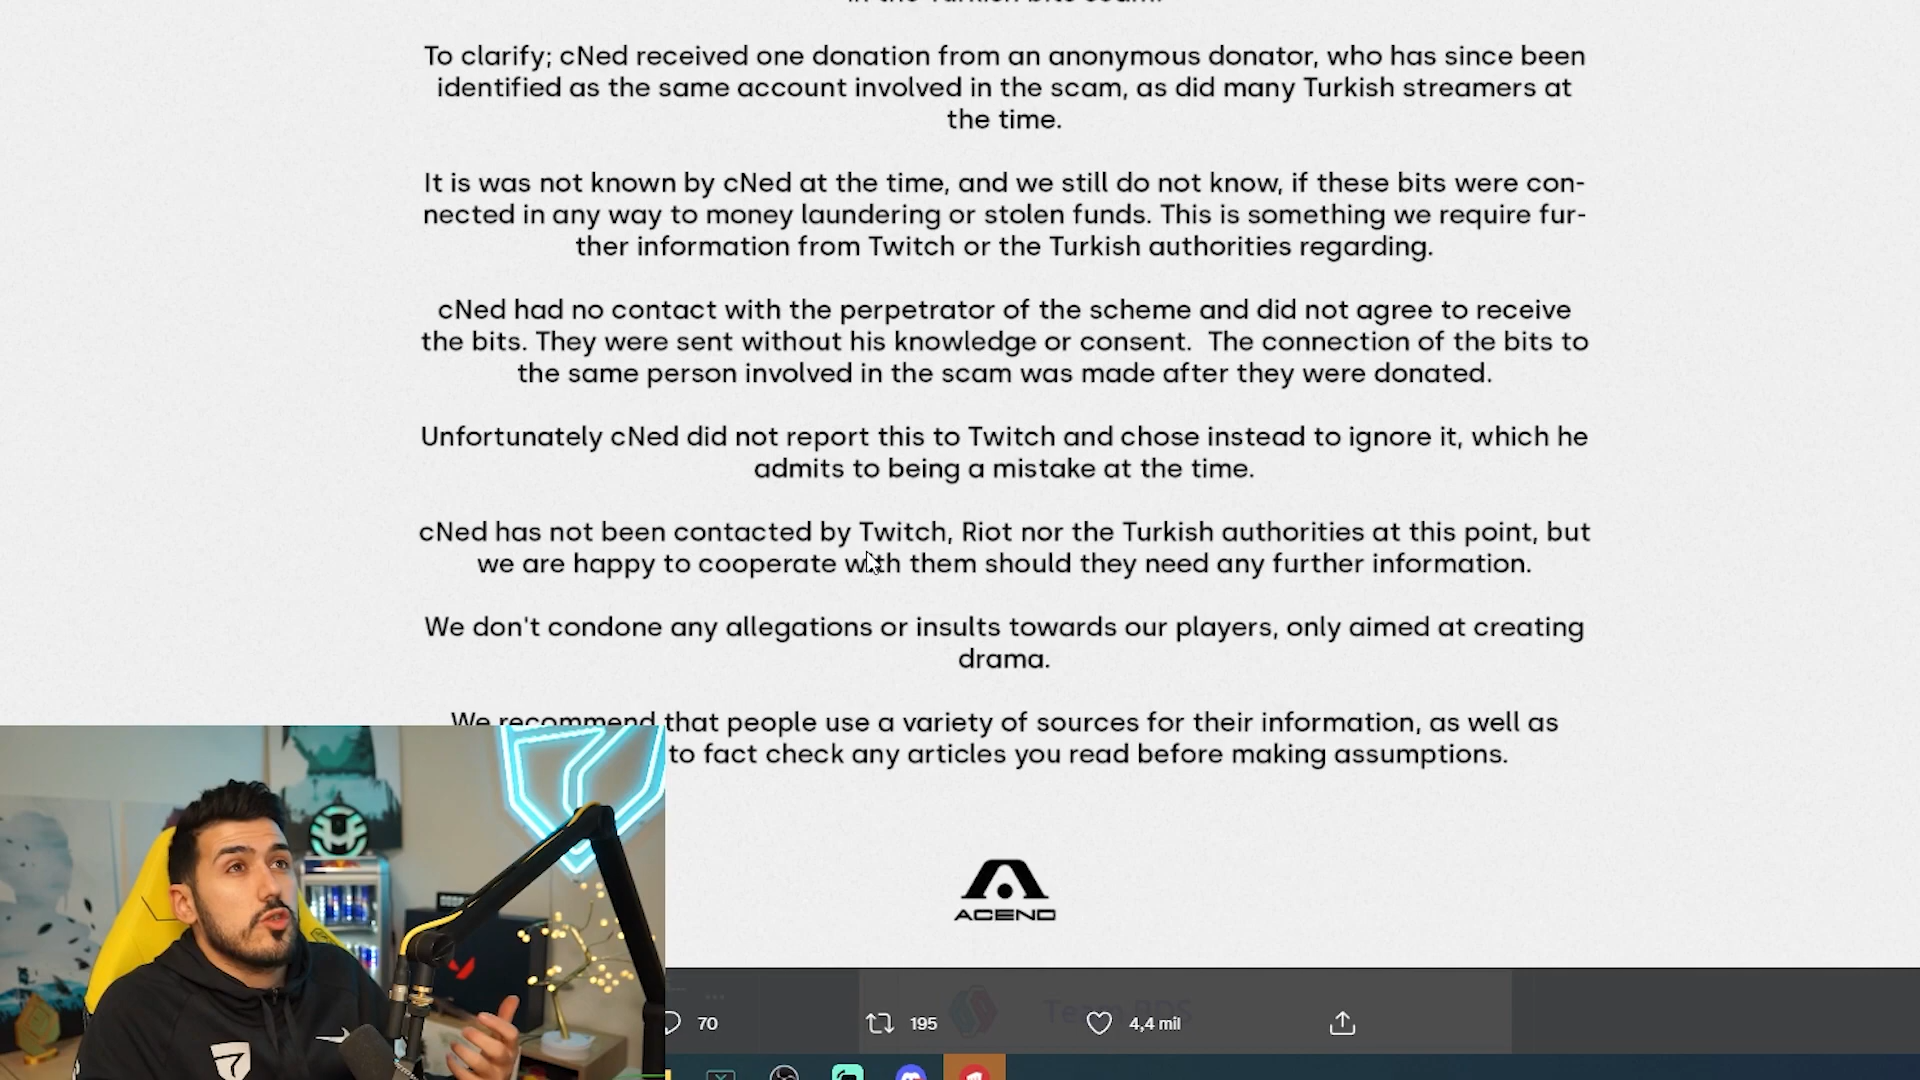 To clarify; cNed received one donation from an anonymous donator, who has since been
identified as the same account involved in the scam, as did many Turkish streamers at
the time.
It is was not known by cNed at the time, and we still do not know, if these bits were con-
nected in any way to money laundering or stolen funds. This is something we require fur-
ther information from Twitch or the Turkish authorities regarding.
cNed had no contact with the perpetrator of the scheme and did not agree to receive
the bits. They were sent without his knowledge or consent. The connection of the bits to
the same person involved in the scam was made after they were donated.
Unfortunately cNed did not report this to Twitch and chose instead to ignore it, which he
admits to being a mistake at the time.
cNed has not been contacted by Twitch, Riot nor the Turkish authorities at this point, but
we are happy to cooperate with them should they need any further information.
We don't condone any allegations or insults towards our players, only aimed at creating
drama.
We recommend that people use a variety of sources for their information, as well as
to fact check any articles you read before making assumptions.
ACEND
70
195
4,4 mil